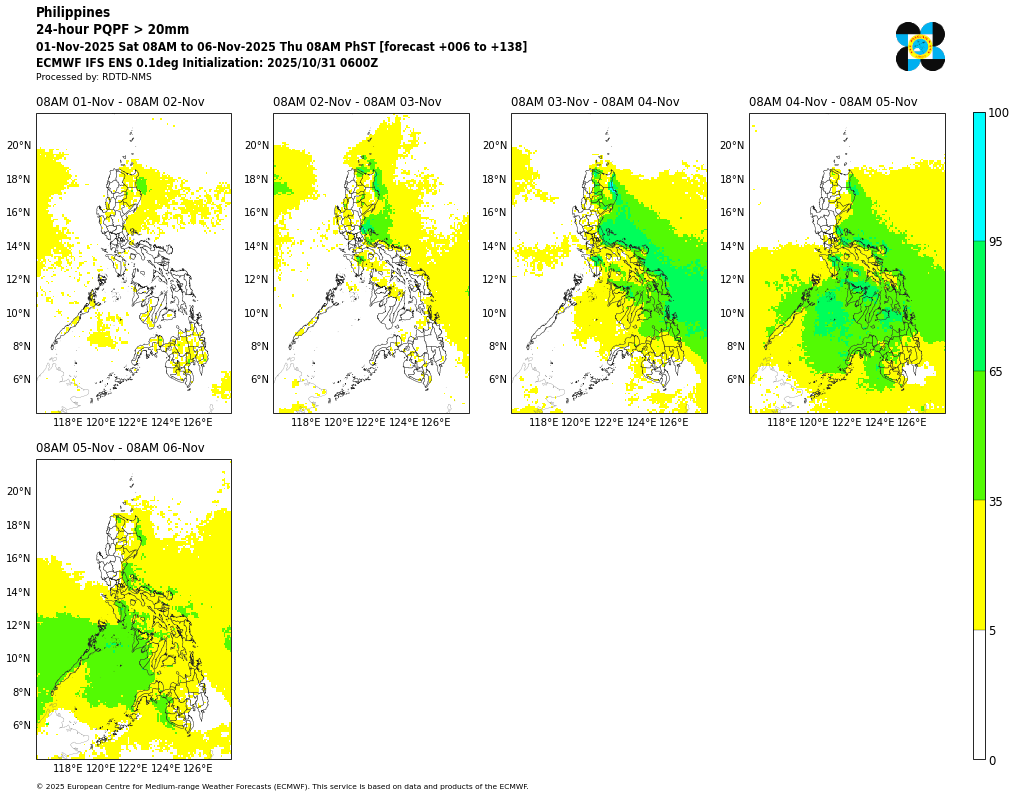 Philippines
24-hour PQPF > 20mm
01-Nov-2025 Sat 08AM to 06-Nov-2025 Thu 08AM PhST [forecast +006 to +138]
ECMWF IFS ENS 0.1deg Initialization: 2025/10/31 0600Z
Processed by: RDTD-NMS
08AM 01-Nov - 08AM 02-Nov
08AM 02-Nov - 08AM 03-Nov
08AM 03-Nov - 08AM 04-Nov
08AM 04-Nov - 08AM 05-Nov
20°N 20°N 20°N 20°N
18°N 18°N 18°N 18°N
16°N 16°N 16°N 16°N
14°N 14°N 14°N 14°N
12°N 12°N 12°N 12°N
10°N 10°N 10°N 10°N
8°N 8°N 8°N 8°N
6°N 6°N 6°N 6°N
118°E 120°E 122°E 124°E 126°E 118°E 120°E 122°E 124°E 126°E 118°E 120°E 122°E 124°E 126°E 118°E 120°E 122°E 124°E 126°E
08AM 05-Nov - 08AM 06-Nov
20°N
18°N
16°N
14°N
12°N
10°N
8°N
6°N
118°E 120°E 122°E 124°E 126°E
100
95
65
35
5
0
© 2025 European Centre for Medium-range Weather Forecasts (ECMWF). This service is based on data and products of the ECMWF.